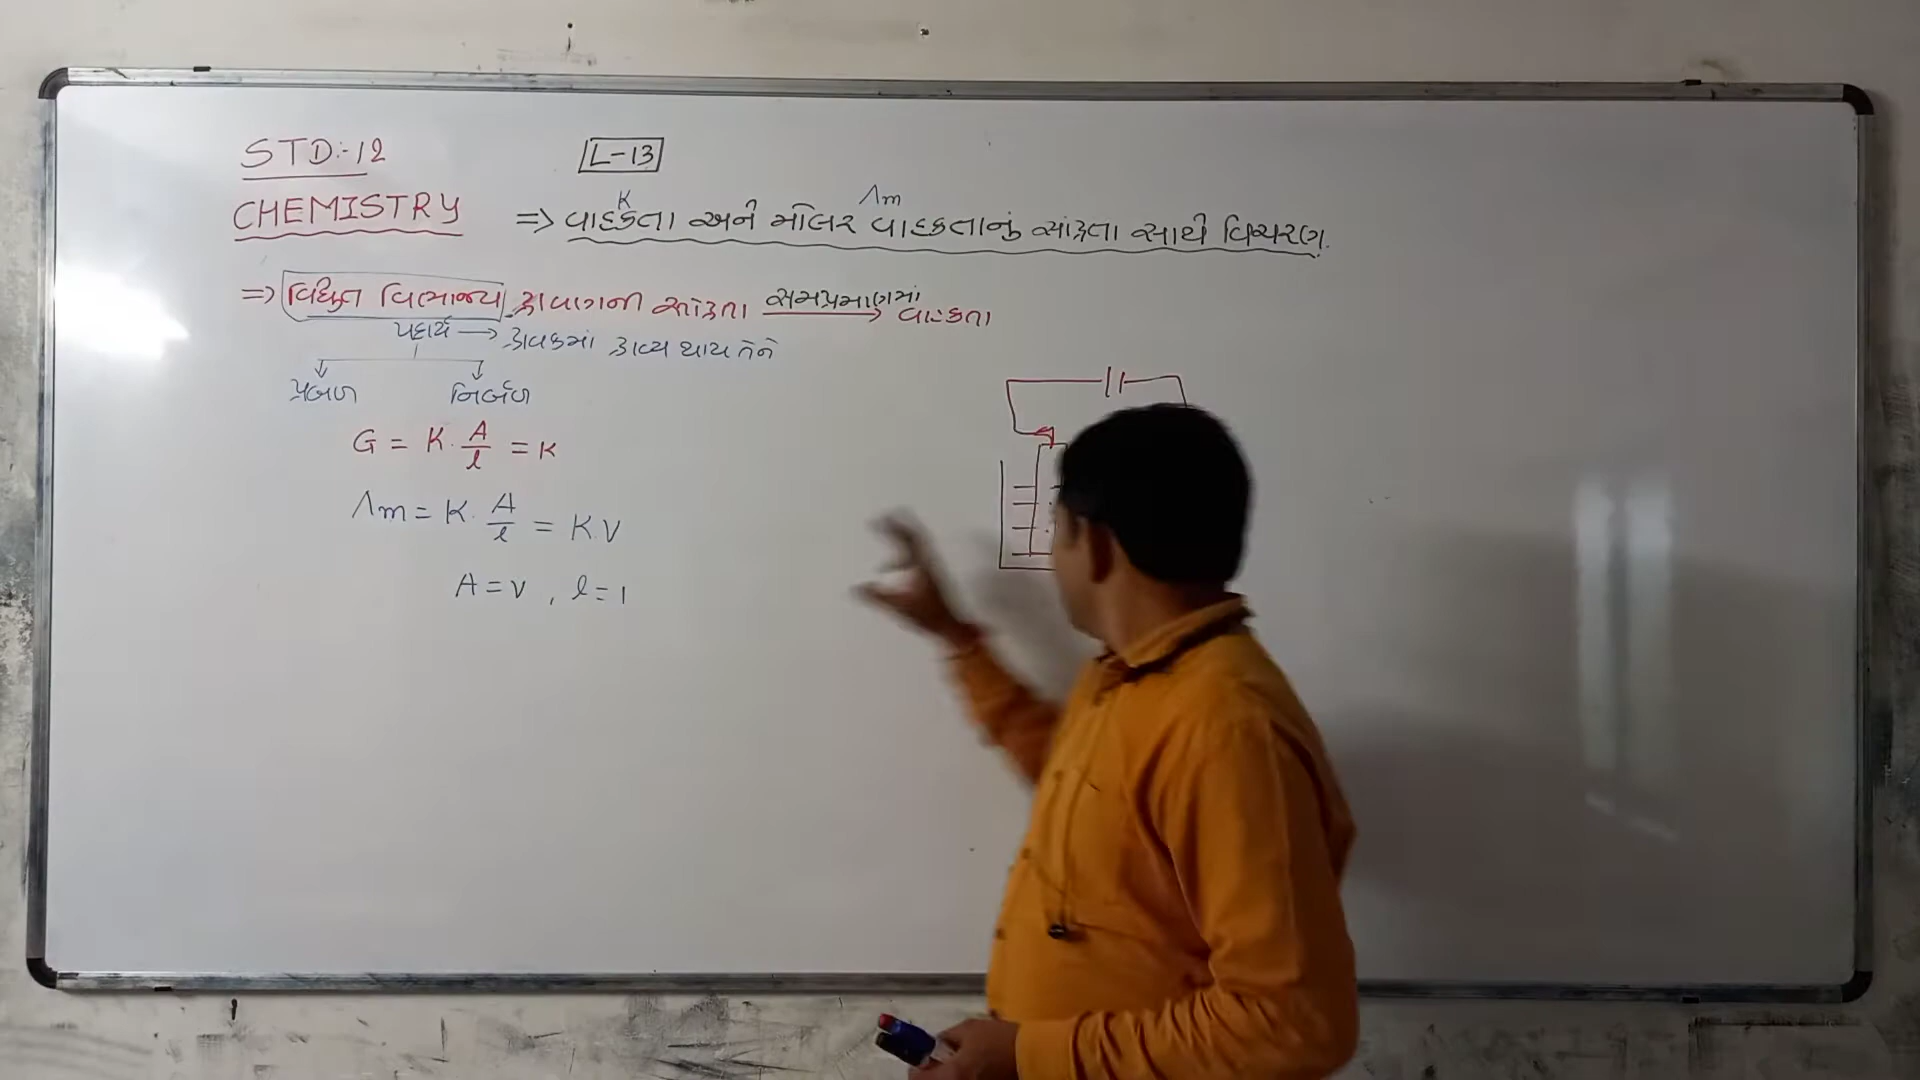 STD:-12
L-13
CHEMISTRY
K Λm
⇒ વાહકતા અને મોલર વાહકતાનું સાંદ્રતા સાથે વિચરણ.
⇒ વિદ્યુત વિભાજ્ય દ્રાવણની સાંદ્રતા સમપ્રમાણમાં → વાહકતા
પદાર્થ → દ્રાવકમાં દ્રાવ્ય થાય તેને
પ્રબળ નિર્બળ
G = K · A/l = K
Λm = K · A/l = K.V
A = V , l = 1